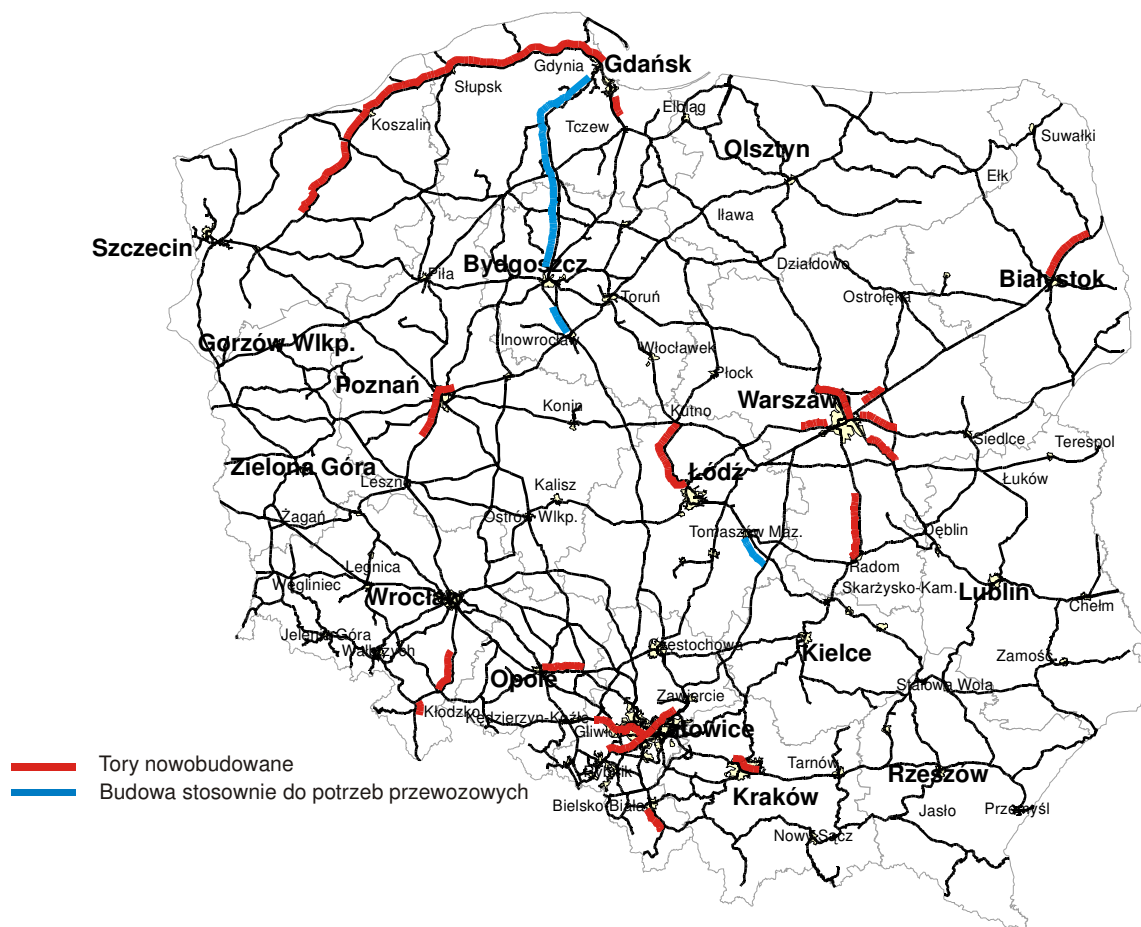 Gdańsk
Gdynia
Słupsk
Elbląg
Koszalin
Tczew
Suwałki
Olsztyn
Ełk
Iława
Szczecin
Bydgoszcz
Działdowo
Piła
Białystok
Toruń
Ostrołęka
Gorzów Wlkp.
Inowrocław
Włocławek
Płock
Poznań
Warszaw
Konin
Kutno
Siedlce
Terespol
Zielona Góra
Łódź
Leszno
Kalisz
Łuków
Żagań
Ostrów Wlkp.
Tomaszów Maz.
Dęblin
Legnica
Radom
Węgliniec
Skarżysko-Kam.
Lublin
Wrocław
Chełm
Jelenia Góra
Wałbrzych
Częstochowa
Kielce
Zamość
Opole
Stalowa Wola
Zawiercie
Kłodzko
Kędzierzyn-Koźle
Gliwi
towice
Tory nowobudowane
Tarnów
Rzeszów
Rybnik
Budowa stosownie do potrzeb przewozowych
Kraków
Bielsko Biała
Jasło
Przemyśl
Nowy Sącz